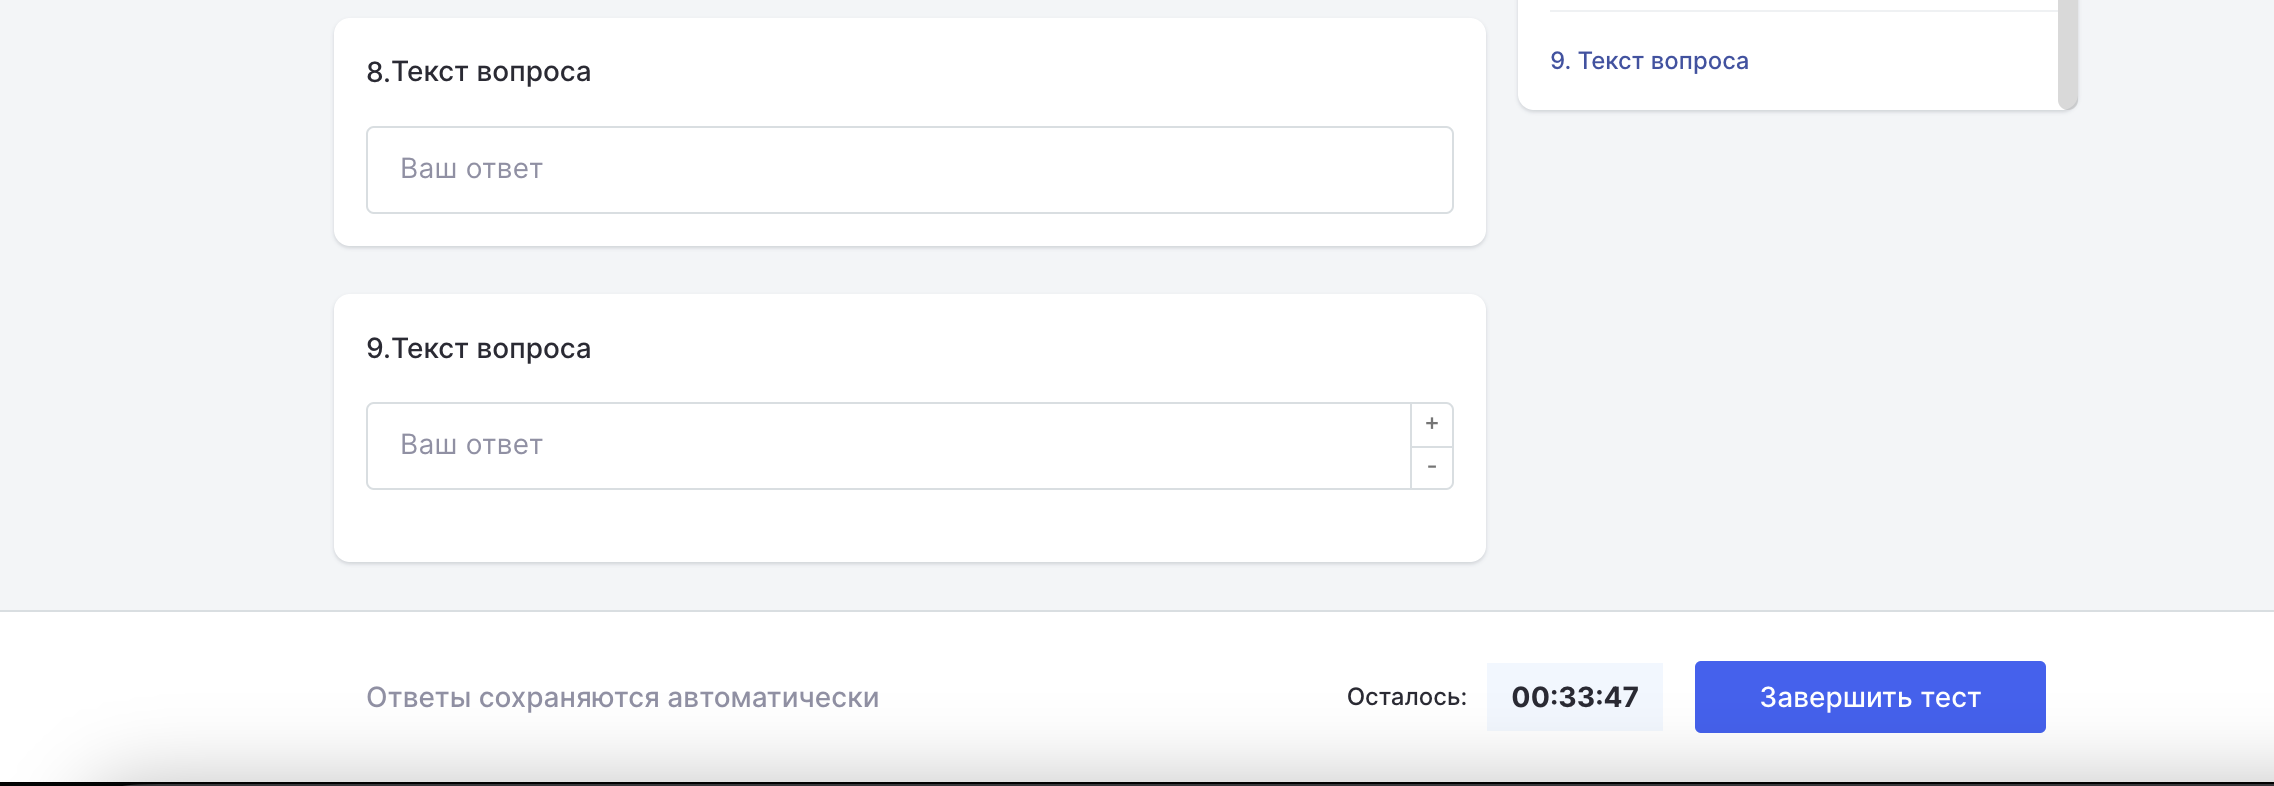 8.Текст вопроса
Ваш ответ
9. Текст вопроса
9.Текст вопроса
Ваш ответ
+
-
Ответы сохраняются автоматически
Осталось:
00:33:47
Завершить тест